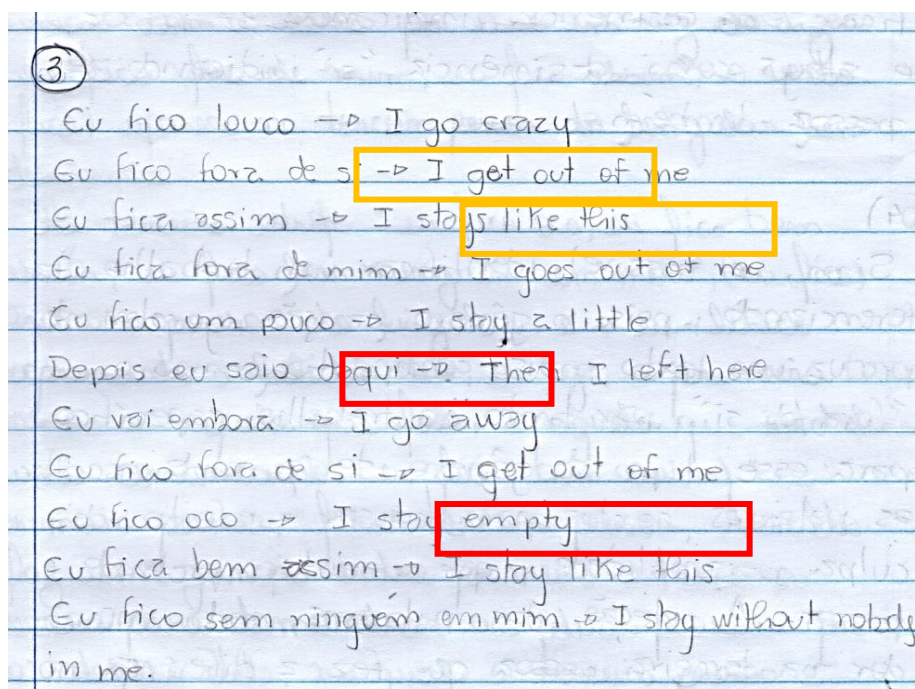 3
Eu fico louco → I go crazy
Eu fico fora de si → I get out of me
Eu fica assim → I stays like this
Eu fica fora de mim → I goes out of me
Eu fico um pouco → I stay a little
Depois eu saio daqui → Then I left here
Eu vai embora → I go away
Eu fico fora de si → I get out of me
Eu fico oco → I stay empty
Eu fica bem assim → I stay like this
Eu fico sem ninguém em mim → I stay without nobody
in me.